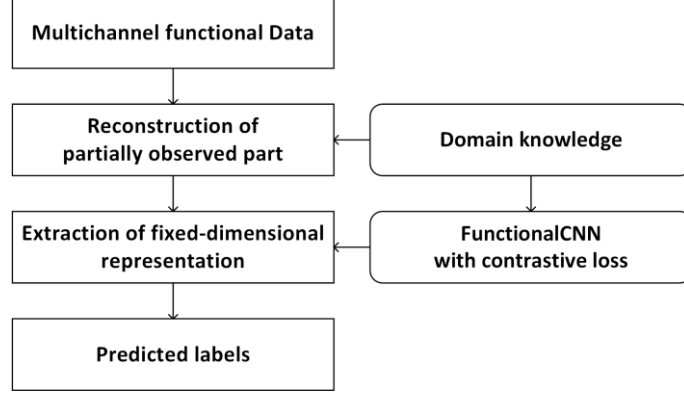 Multichannel functional Data
Reconstruction of
partially observed part
Domain knowledge
Extraction of fixed-dimensional
representation
FunctionalCNN
with contrastive loss
Predicted labels